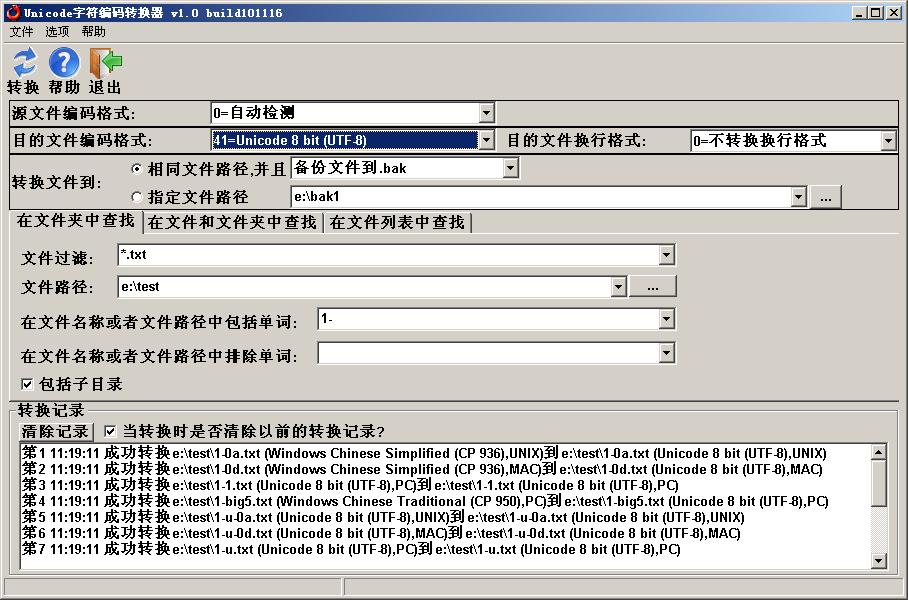 Unicode字符编码转换器 v1.0 build101116
文件 选项 帮助
转换 帮助 退出
源文件编码格式: 0=自动检测
目的文件编码格式: 41=Unicode 8 bit (UTF-8) 目的文件换行格式: 0=不转换换行格式
转换文件到:
相同文件路径,并且 备份文件到.bak
指定文件路径 e:\bak1 ...
在文件夹中查找 在文件和文件夹中查找 在文件列表中查找
文件过滤: *.txt
文件路径: e:\test ...
在文件名称或者文件路径中包括单词: 1-
在文件名称或者文件路径中排除单词:
包括子目录
转换记录
清除记录 当转换时是否清除以前的转换记录?
第1 11:19:11 成功转换e:\test\1-0a.txt (Windows Chinese Simplified (CP 936),UNIX)到e:\test\1-0a.txt (Unicode 8 bit (UTF-8),UNIX)
第2 11:19:11 成功转换e:\test\1-0d.txt (Windows Chinese Simplified (CP 936),MAC)到e:\test\1-0d.txt (Unicode 8 bit (UTF-8),MAC)
第3 11:19:11 成功转换e:\test\1-1.txt (Unicode 8 bit (UTF-8),PC)到e:\test\1-1.txt (Unicode 8 bit (UTF-8),PC)
第4 11:19:11 成功转换e:\test\1-big5.txt (Windows Chinese Traditional (CP 950),PC)到e:\test\1-big5.txt (Unicode 8 bit (UTF-8),PC)
第5 11:19:11 成功转换e:\test\1-u-0a.txt (Unicode 8 bit (UTF-8),UNIX)到e:\test\1-u-0a.txt (Unicode 8 bit (UTF-8),UNIX)
第6 11:19:11 成功转换e:\test\1-u-0d.txt (Unicode 8 bit (UTF-8),MAC)到e:\test\1-u-0d.txt (Unicode 8 bit (UTF-8),MAC)
第7 11:19:11 成功转换e:\test\1-u.txt (Unicode 8 bit (UTF-8),PC)到e:\test\1-u.txt (Unicode 8 bit (UTF-8),PC)